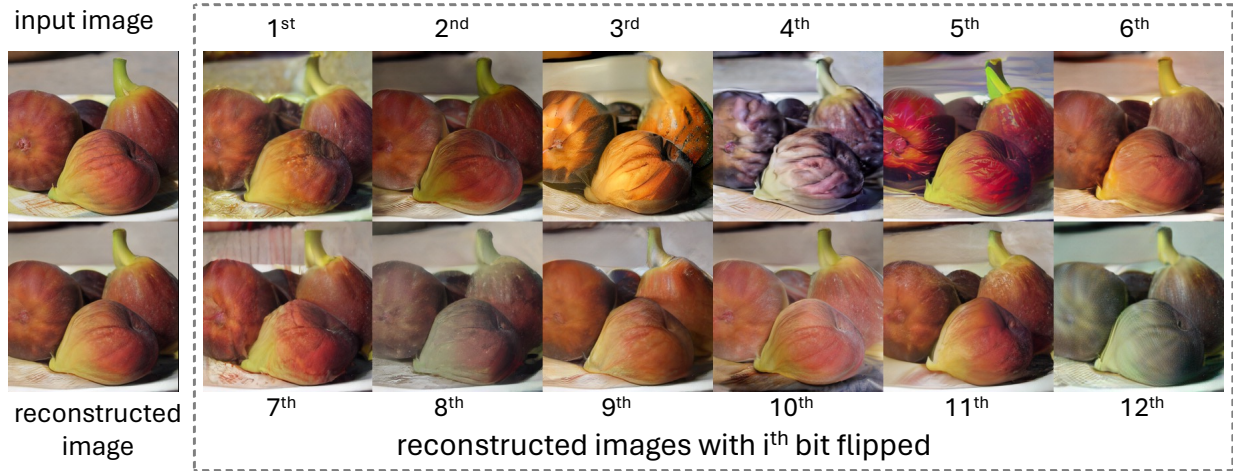 input image
1st 2nd 3rd 4th 5th 6th
7th 8th 9th 10th 11th 12th
reconstructed
image
reconstructed images with ith bit flipped